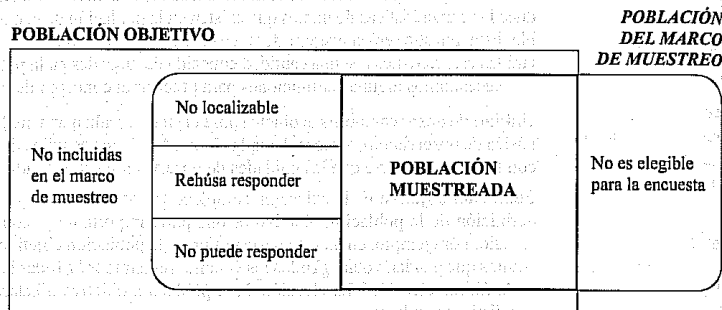 POBLACIÓN OBJETIVO
POBLACIÓN
DEL MARCO
DE MUESTREO
No incluidas
en el marco
de muestreo
No localizable
Rehúsa responder
No puede responder
POBLACIÓN
MUESTREADA
No es elegible
para la encuesta